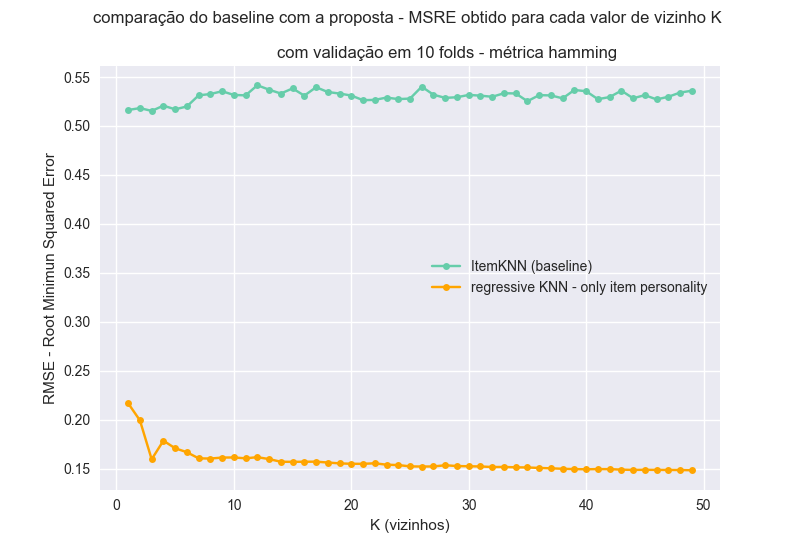 comparação do baseline com a proposta - MSRE obtido para cada valor de vizinho K
com validação em 10 folds - métrica hamming
0.55
0.50
0.45
0.40
0.35
0.30
0.25
0.20
0.15
RMSE - Root Minimun Squared Error
ItemKNN (baseline)
regressive KNN - only item personality
0 10 20 30 40 50
K (vizinhos)